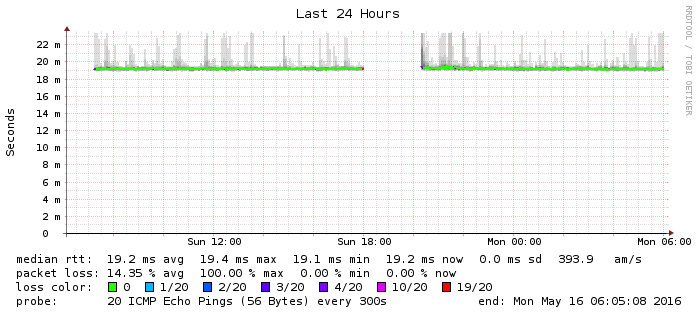 Last 24 Hours
RRDTOOL / TOBI OETIKER
Seconds
22 m
20 m
18 m
16 m
14 m
12 m
10 m
8 m
6 m
4 m
2 m
0
Sun 12:00 Sun 18:00 Mon 00:00 Mon 06:00
median rtt: 19.2 ms avg 19.4 ms max 19.1 ms min 19.2 ms now 0.0 ms sd 393.9 am/s
packet loss: 14.35 % avg 100.00 % max 0.00 % min 0.00 % now
loss color: 0 1/20 2/20 3/20 4/20 10/20 19/20
probe: 20 ICMP Echo Pings (56 Bytes) every 300s end: Mon May 16 06:05:08 2016